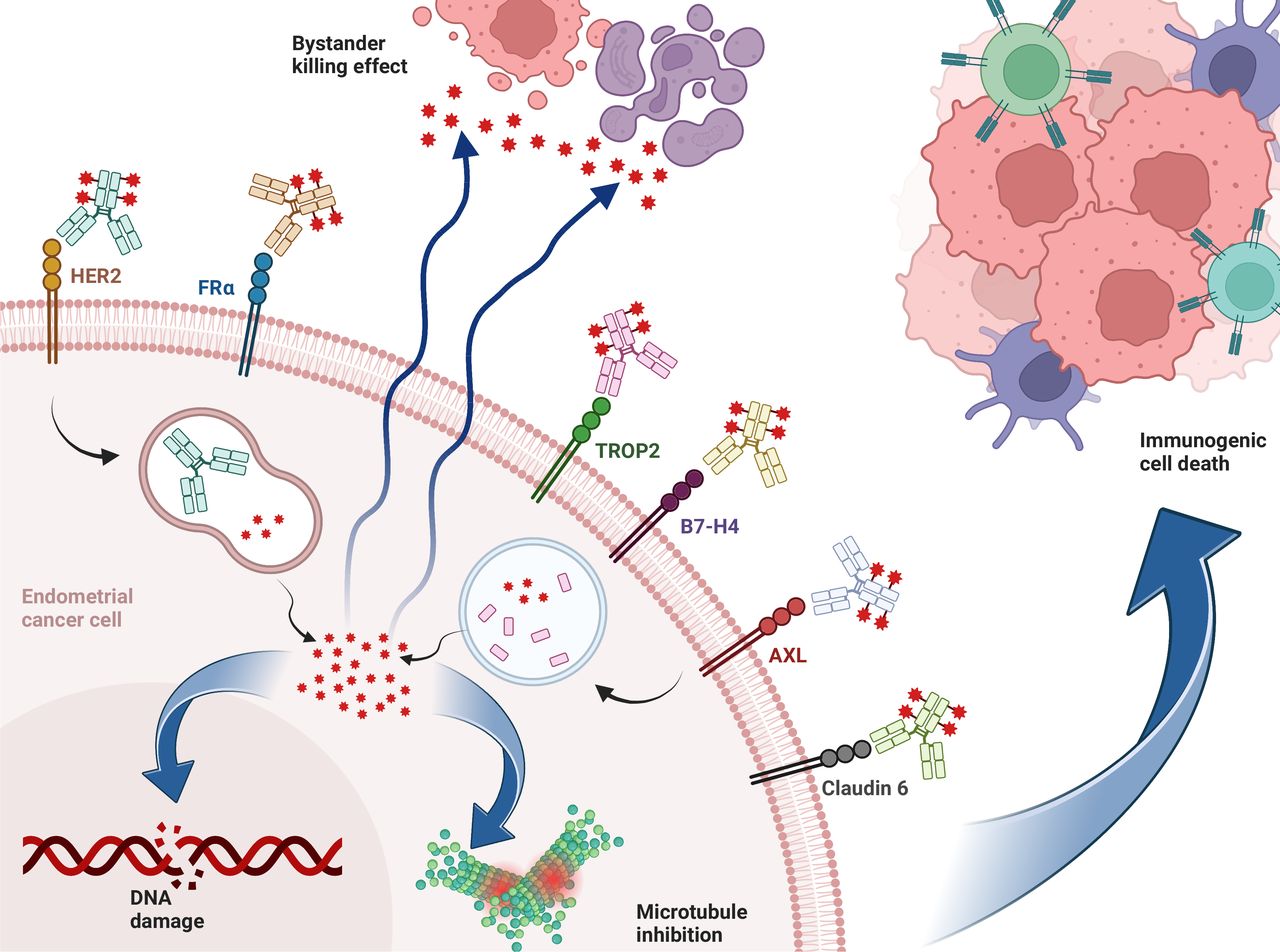 Bystander
killing effect
HER2
FRα
TROP2
Immunogenic
cell death
B7-H4
Endometrial
cancer cell
AXL
Claudin 6
DNA
damage
Microtubule
inhibition